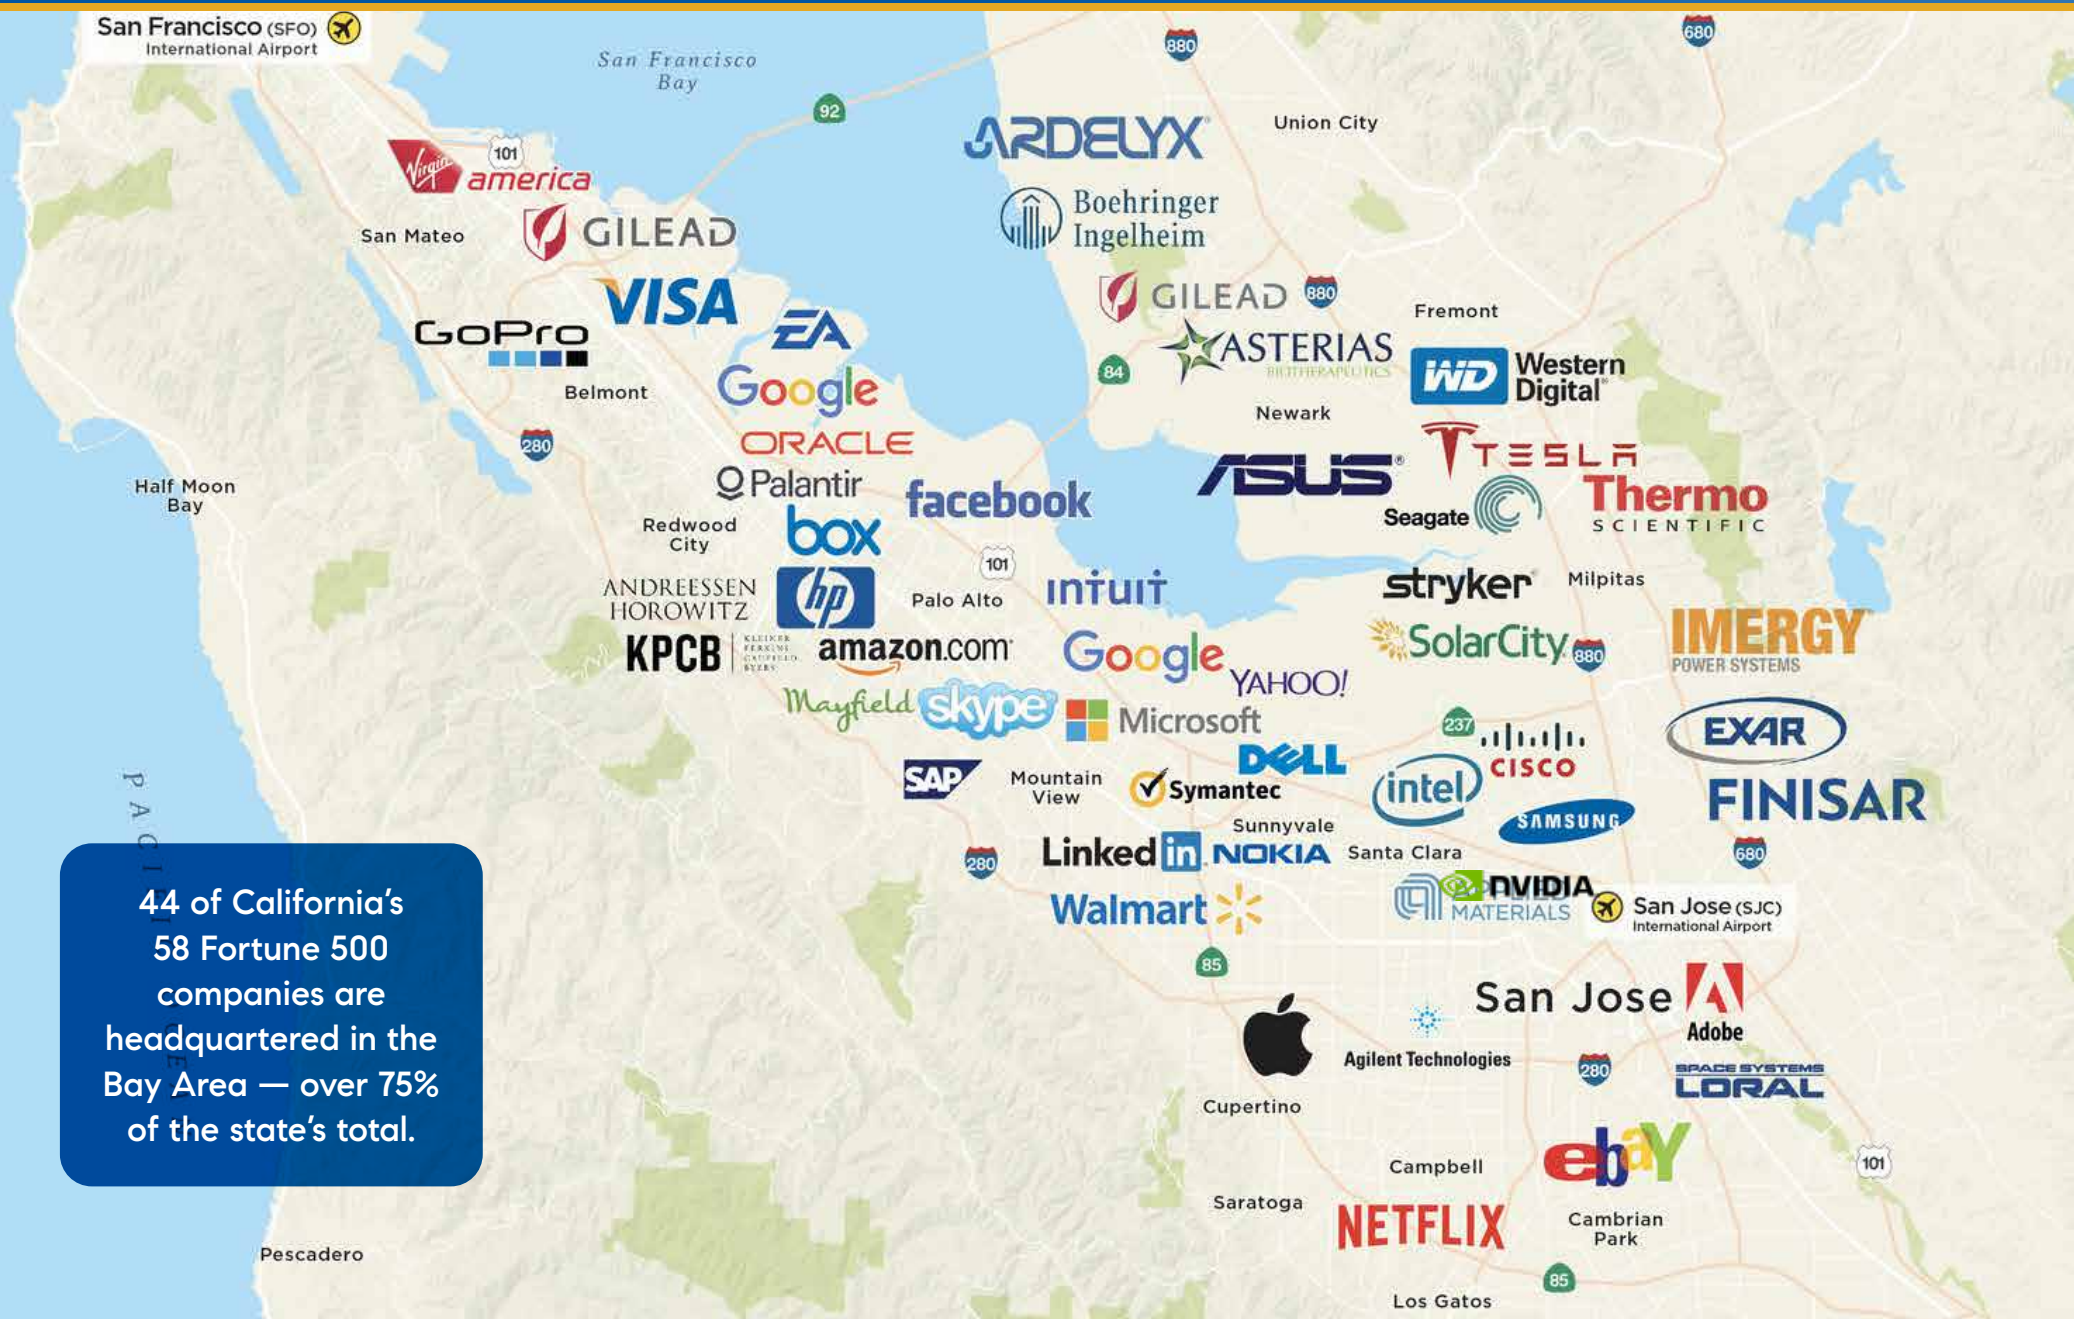 San Francisco (SFO)
International Airport
San Francisco
Bay
880
680
92
ARDELYX
Union City
101
Virgin
america
Boehringer
Ingelheim
San Mateo
GILEAD
VISA
GILEAD
880
Fremont
EA
GoPro
ASTERIAS
BIOTHERAPEUTICS
84
WD
Western
Digital®
Belmont
Google
Newark
280
ORACLE
TESLA
Palantir
facebook
ASUS®
Thermo
SCIENTIFIC
Half Moon
Bay
Seagate
Redwood
City
box
101
ANDREESSEN
HOROWITZ
hp
Palo Alto
intuit
stryker
Milpitas
KPCB
KLEINER
PERKINS
CAUFIELD
BYERS
amazon.com
Google
YAHOO!
SolarCity
880
IMERGY
POWER SYSTEMS
Mayfield
skype
Microsoft
237
CISCO
EXAR
SAP
Mountain
View
Symantec
DELL
intel
SAMSUNG
FINISAR
Sunnyvale
280
Linked in
NOKIA
Santa Clara
680
Walmart
NVIDIA
MATERIALS
San Jose (SJC)
International Airport
PACIFIC
OCEAN
44 of California's
58 Fortune 500
companies are
headquartered in the
Bay Area — over 75%
of the state's total.
85
San Jose
Adobe
Agilent Technologies
280
SPACE SYSTEMS
LORAL
Cupertino
ebay
101
Campbell
Saratoga
NETFLIX
Cambrian
Park
Pescadero
85
Los Gatos